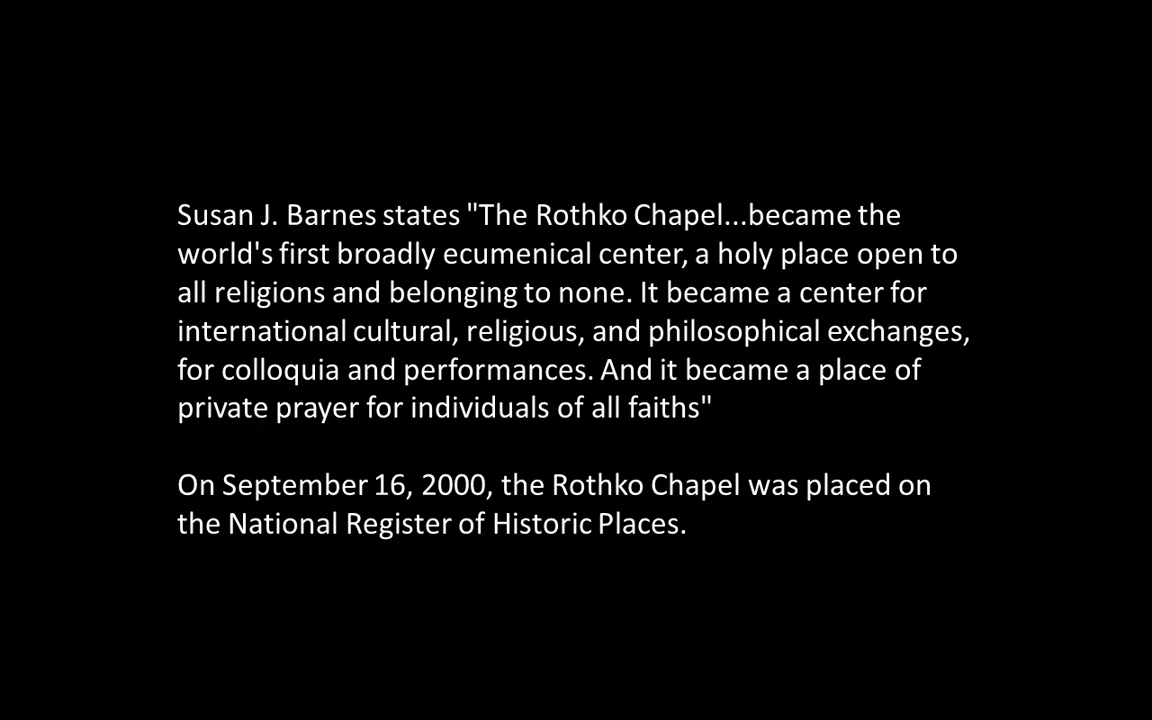 Susan J. Barnes states "The Rothko Chapel...became the
world's first broadly ecumenical center, a holy place open to
all religions and belonging to none. It became a center for
international cultural, religious, and philosophical exchanges,
for colloquia and performances. And it became a place of
private prayer for individuals of all faiths"
On September 16, 2000, the Rothko Chapel was placed on
the National Register of Historic Places.